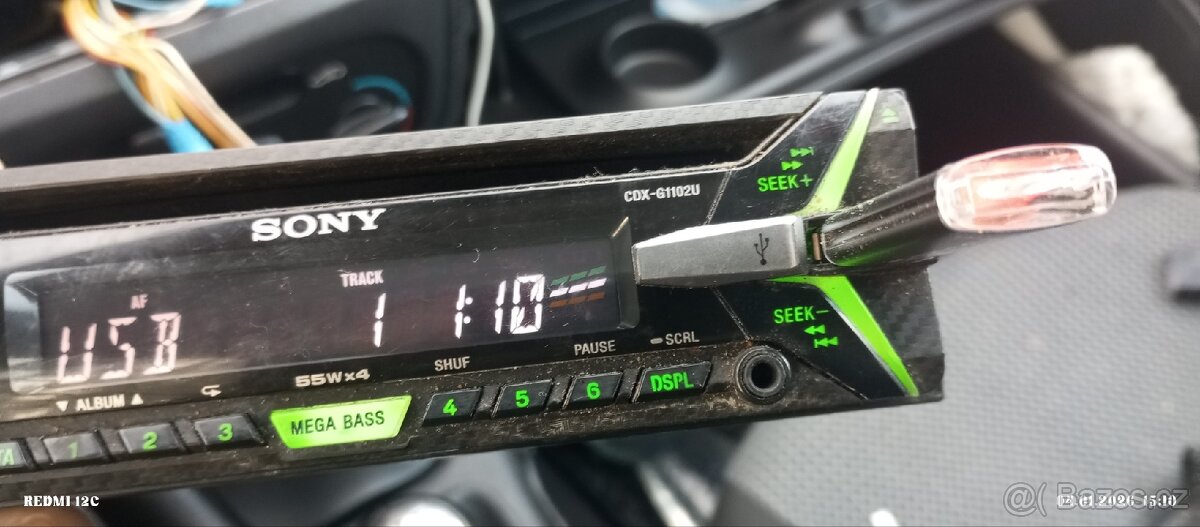 CDX-G1102U
SEEK+
SONY
TRACK
AF
USB 1 1:10
SEEK–
SCRL
PAUSE
SHUF
55W×4
▼ ALBUM ▲
1 2 3 MEGA BASS 4 5 6 DSPL
REDMI 12C
@( Bazos.cz